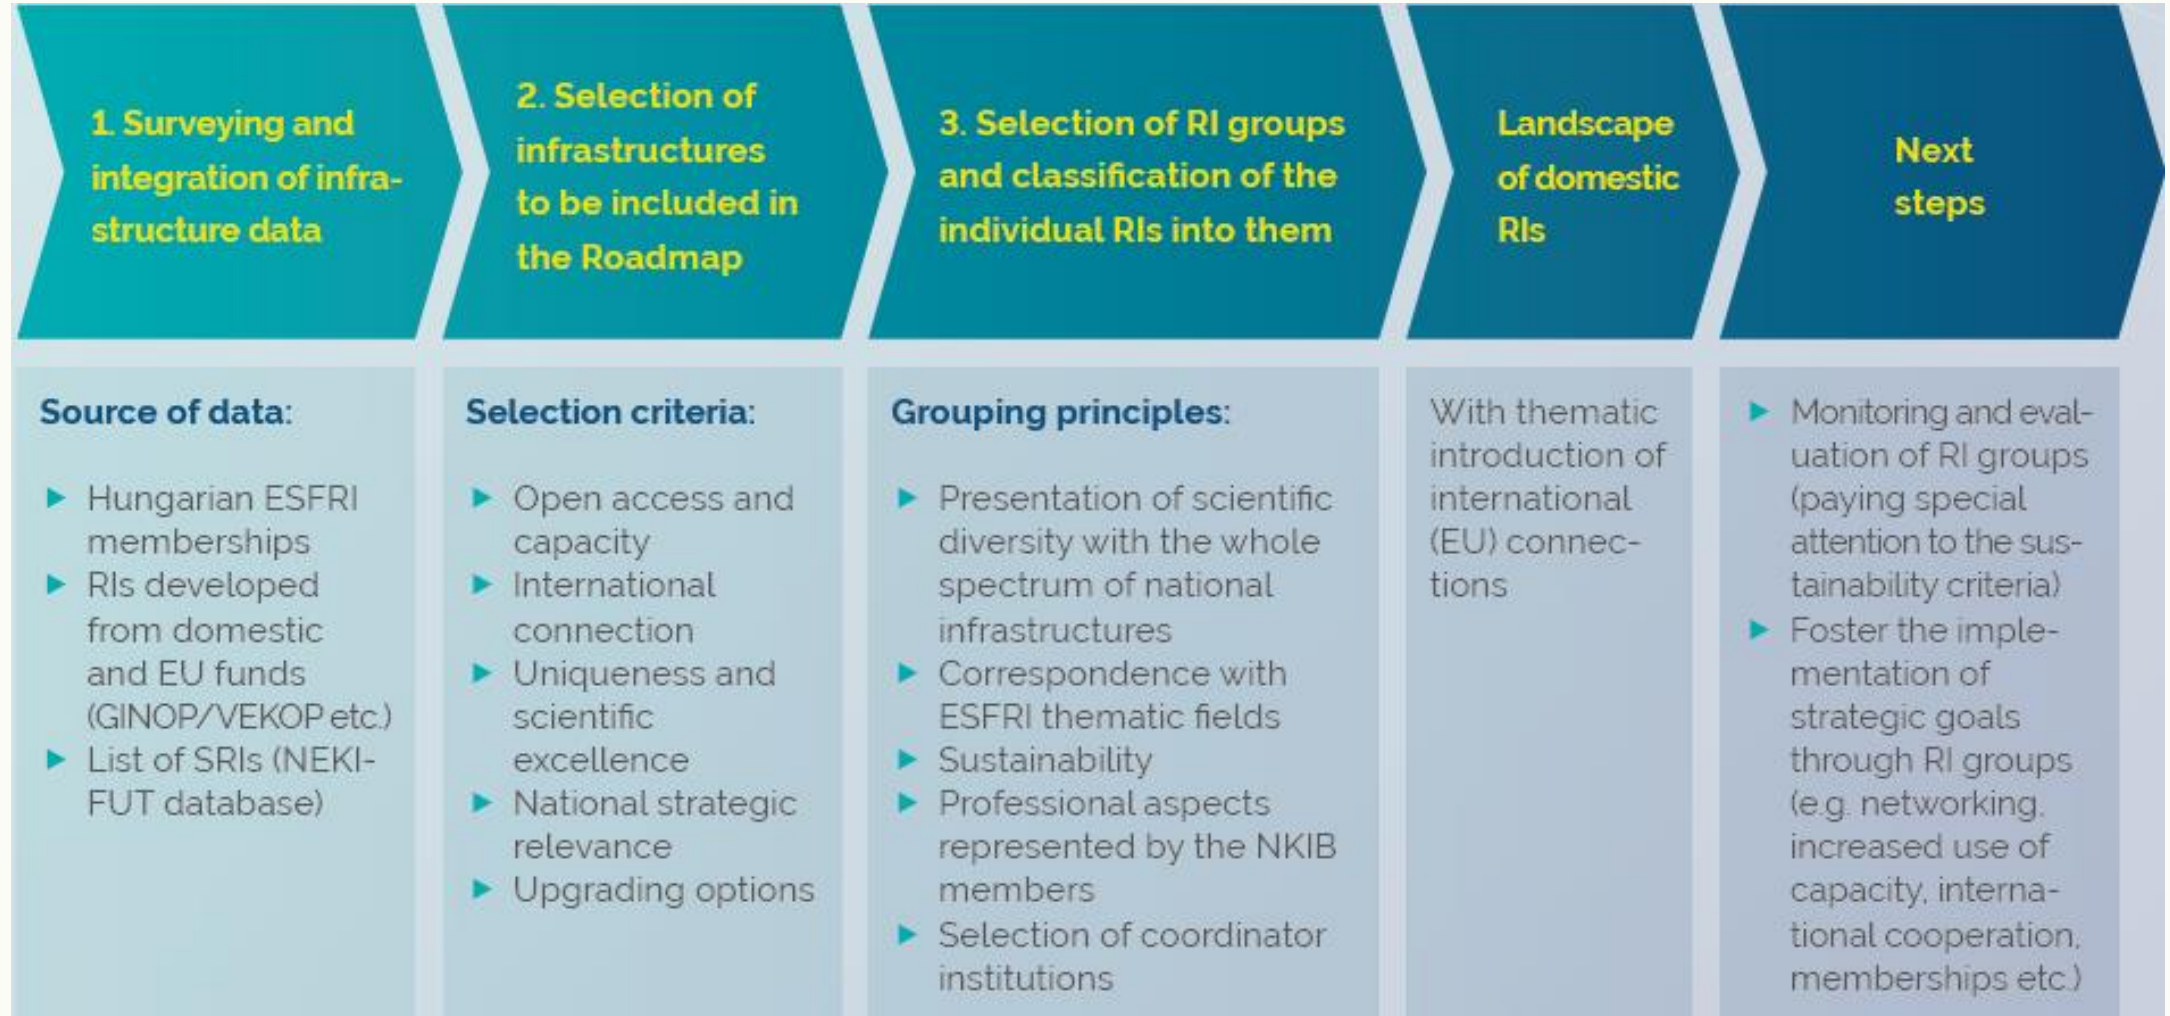 1. Surveying and
integration of infra-
structure data
2. Selection of
infrastructures
to be included in
the Roadmap
3. Selection of RI groups
and classification of the
individual RIs into them
Landscape
of domestic
RIs
Next
steps
Source of data:
► Hungarian ESFRI
memberships
► RIs developed
from domestic
and EU funds
(GINOP/VEKOP etc.)
► List of SRIs (NEKI-
FUT database)
Selection criteria:
► Open access and
capacity
► International
connection
► Uniqueness and
scientific
excellence
► National strategic
relevance
► Upgrading options
Grouping principles:
► Presentation of scientific
diversity with the whole
spectrum of national
infrastructures
► Correspondence with
ESFRI thematic fields
► Sustainability
► Professional aspects
represented by the NKIB
members
► Selection of coordinator
institutions
With thematic
introduction of
international
(EU) connec-
tions
► Monitoring and eval-
uation of RI groups
(paying special
attention to the sus-
tainability criteria)
► Foster the imple-
mentation of
strategic goals
through RI groups
(e.g. networking,
increased use of
capacity, interna-
tional cooperation,
memberships etc.)